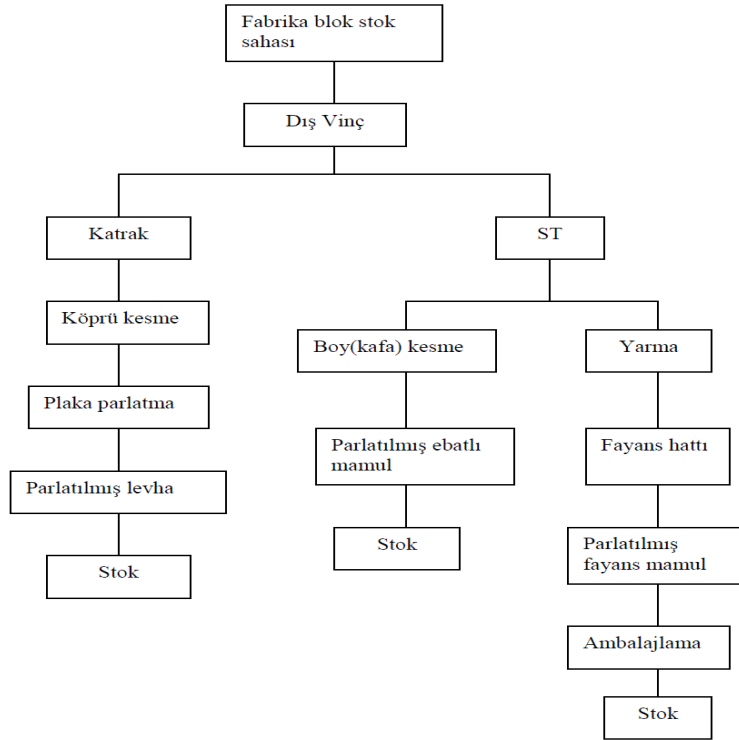 Fabrika blok stok
sahası
Dış Vinç
Katrak
ST
Köprü kesme
Boy(kafa) kesme
Yarma
Plaka parlatma
Parlatılmış ebatlı
mamul
Fayans hattı
Parlatılmış levha
Stok
Stok
Parlatılmış
fayans mamul
Ambalajlama
Stok